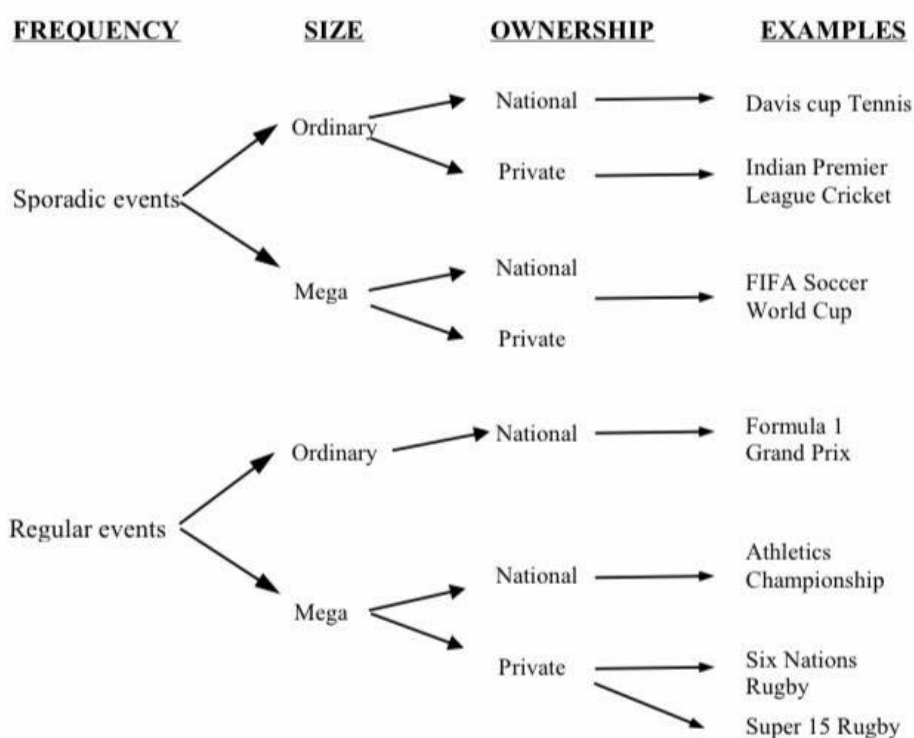 FREQUENCY SIZE OWNERSHIP EXAMPLES
National Davis cup Tennis
Ordinary
Private Indian Premier
League Cricket
Sporadic events
National
Mega FIFA Soccer
World Cup
Private
Ordinary National Formula 1
Grand Prix
Regular events
Athletics
National Championship
Mega
Private Six Nations
Rugby
Super 15 Rugby